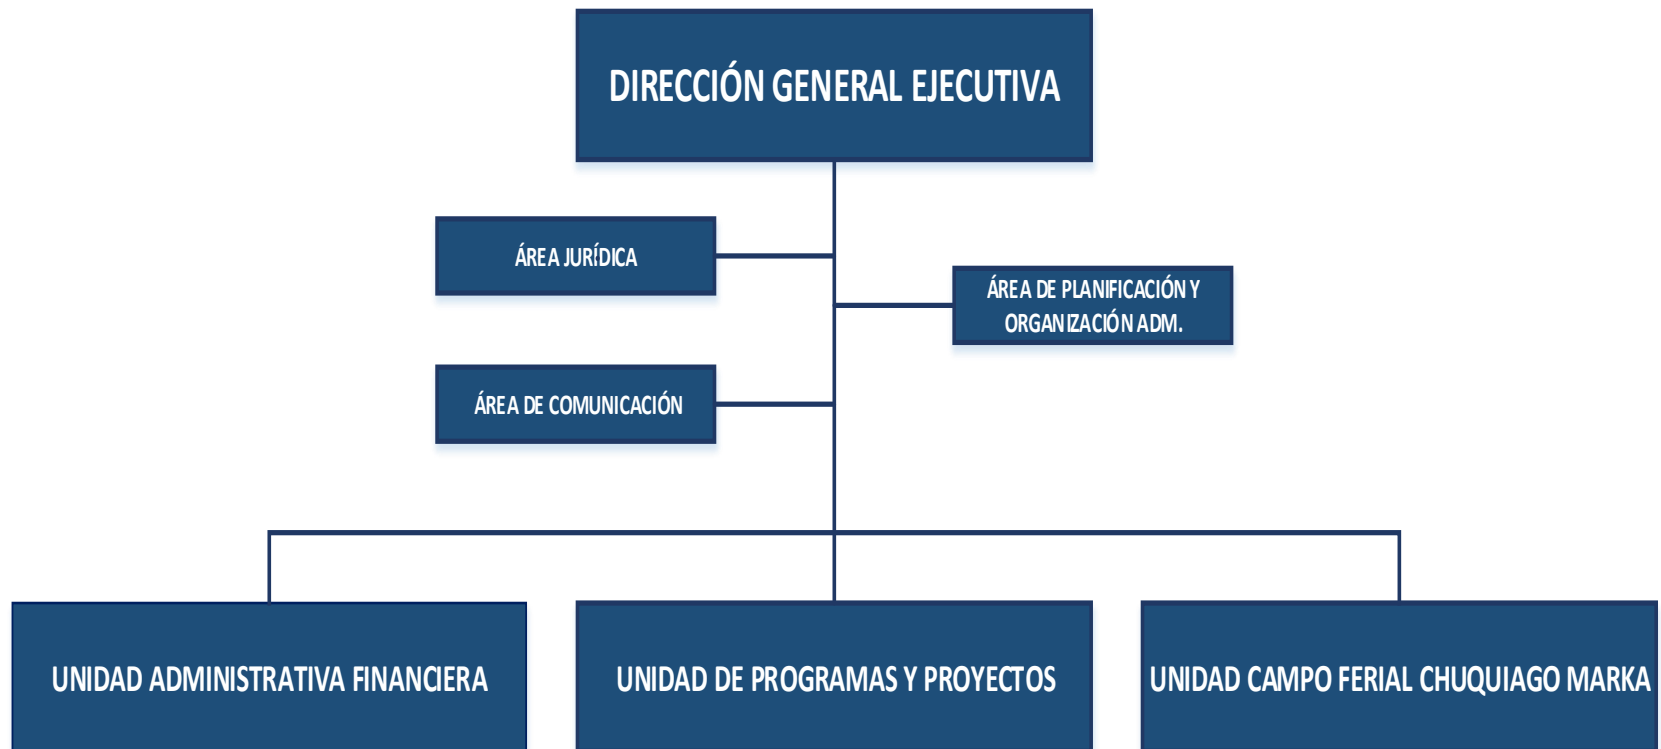 DIRECCIÓN GENERAL EJECUTIVA
ÁREA JURÍDICA
ÁREA DE PLANIFICACIÓN Y
ORGANIZACIÓN ADM.
ÁREA DE COMUNICACIÓN
UNIDAD ADMINISTRATIVA FINANCIERA
UNIDAD DE PROGRAMAS Y PROYECTOS
UNIDAD CAMPO FERIAL CHUQUIAGO MARKA